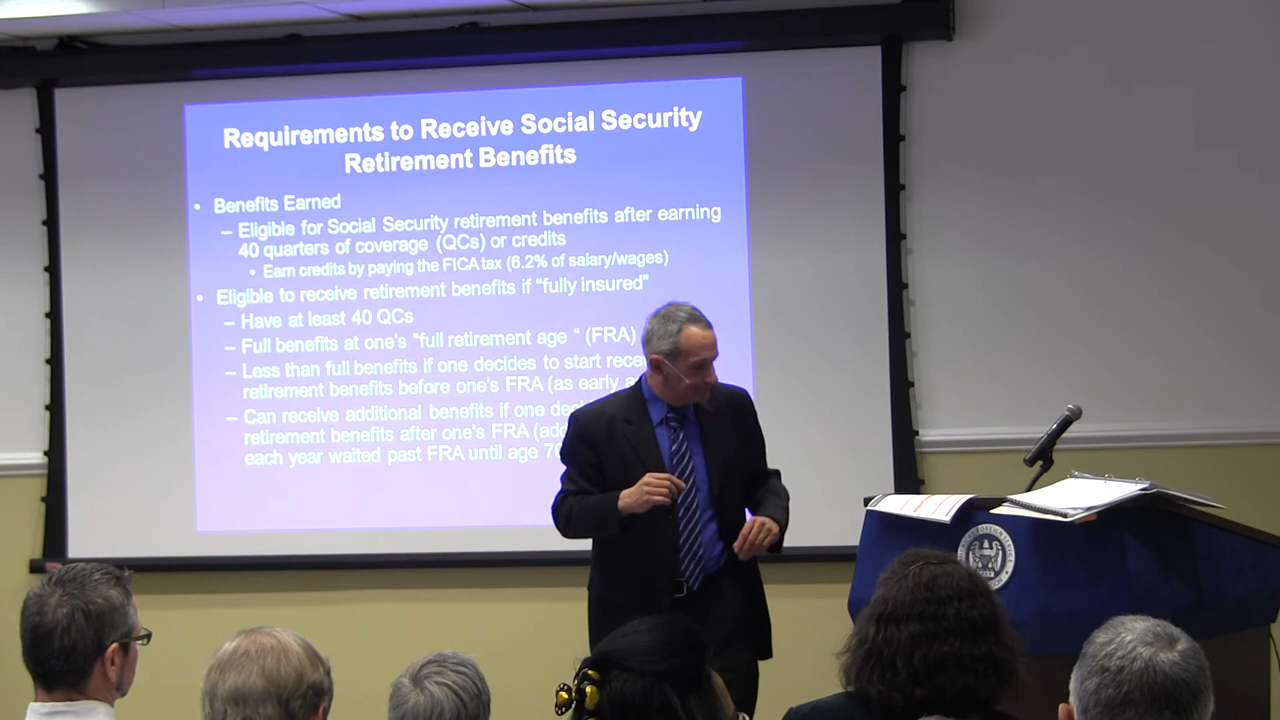 Requirements to Receive Social Security
Retirement Benefits
• Benefits Earned
– Eligible for Social Security retirement benefits after earning
40 quarters of coverage (QCs) or credits
• Earn credits by paying the FICA tax (6.2% of salary/wages)
• Eligible to receive retirement benefits if “fully insured”
– Have at least 40 QCs
– Full benefits at one's “full retirement age “ (FRA)
– Less than full benefits if one decides to start
retirement benefits before one's FRA (as early
– Can receive additional benefits if one
retirement benefits after one's FRA
each year waited past FRA until age
FOREIGN SERVICE